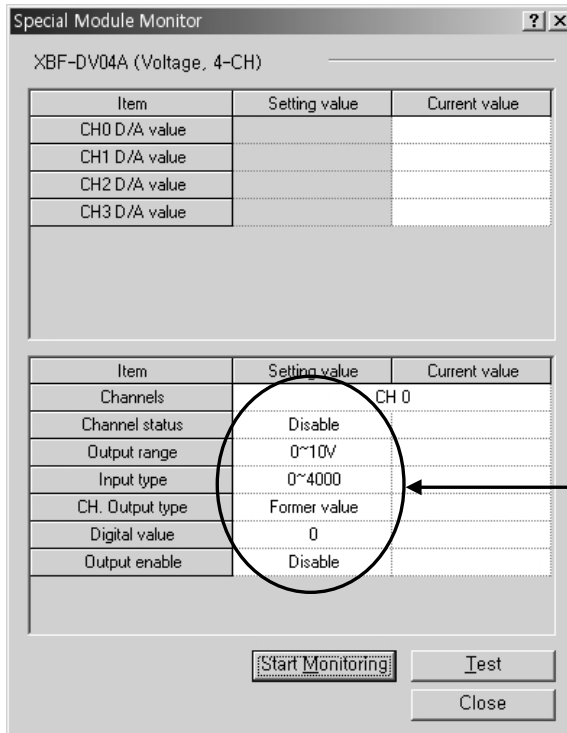 Special Module Monitor
XBF-DV04A (Voltage, 4-CH)
Item Setting value Current value
CH0 D/A value
CH1 D/A value
CH2 D/A value
CH3 D/A value
Item Setting value Current value
Channels CH 0
Channel status Disable
Output range 0~10V
Input type 0~4000
CH. Output type Former value
Digital value 0
Output enable Disable
Start Monitoring Test
Close